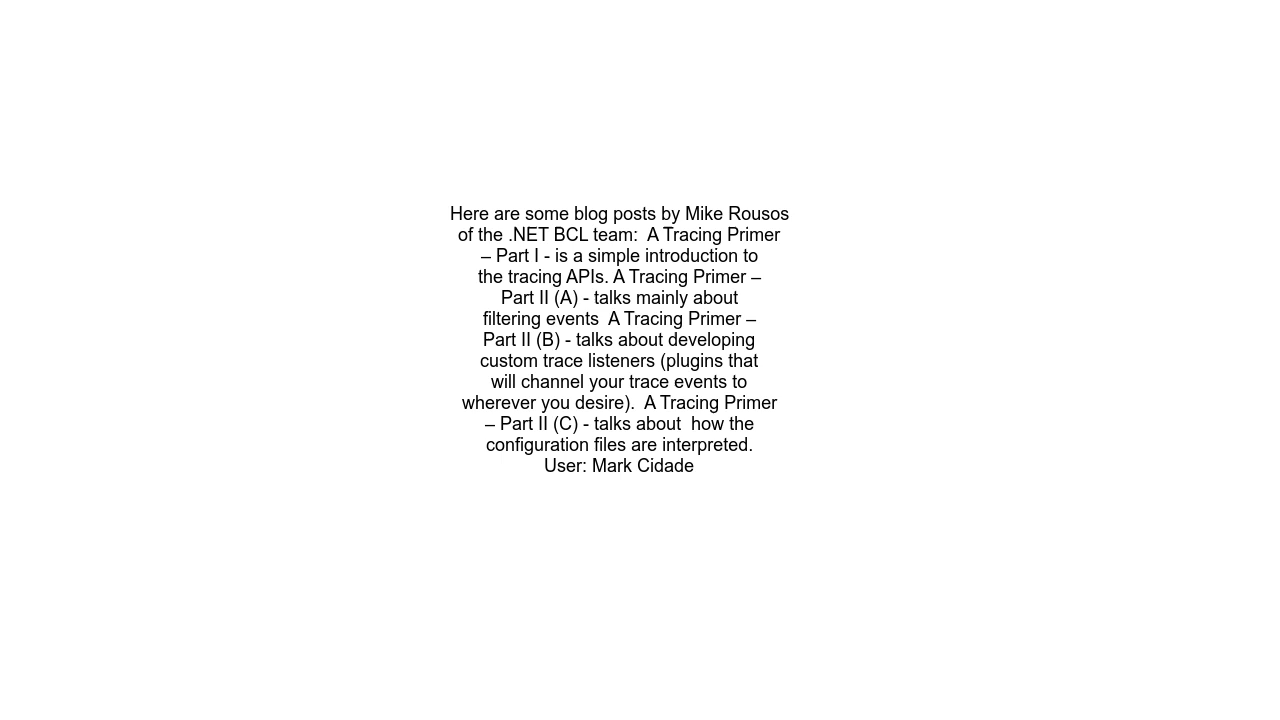 Here are some blog posts by Mike Rousos
of the .NET BCL team:  A Tracing Primer
– Part I - is a simple introduction to
the tracing APIs. A Tracing Primer –
Part II (A) - talks mainly about
filtering events  A Tracing Primer –
Part II (B) - talks about developing
custom trace listeners (plugins that
will channel your trace events to
wherever you desire).  A Tracing Primer
– Part II (C) - talks about  how the
configuration files are interpreted.
User: Mark Cidade